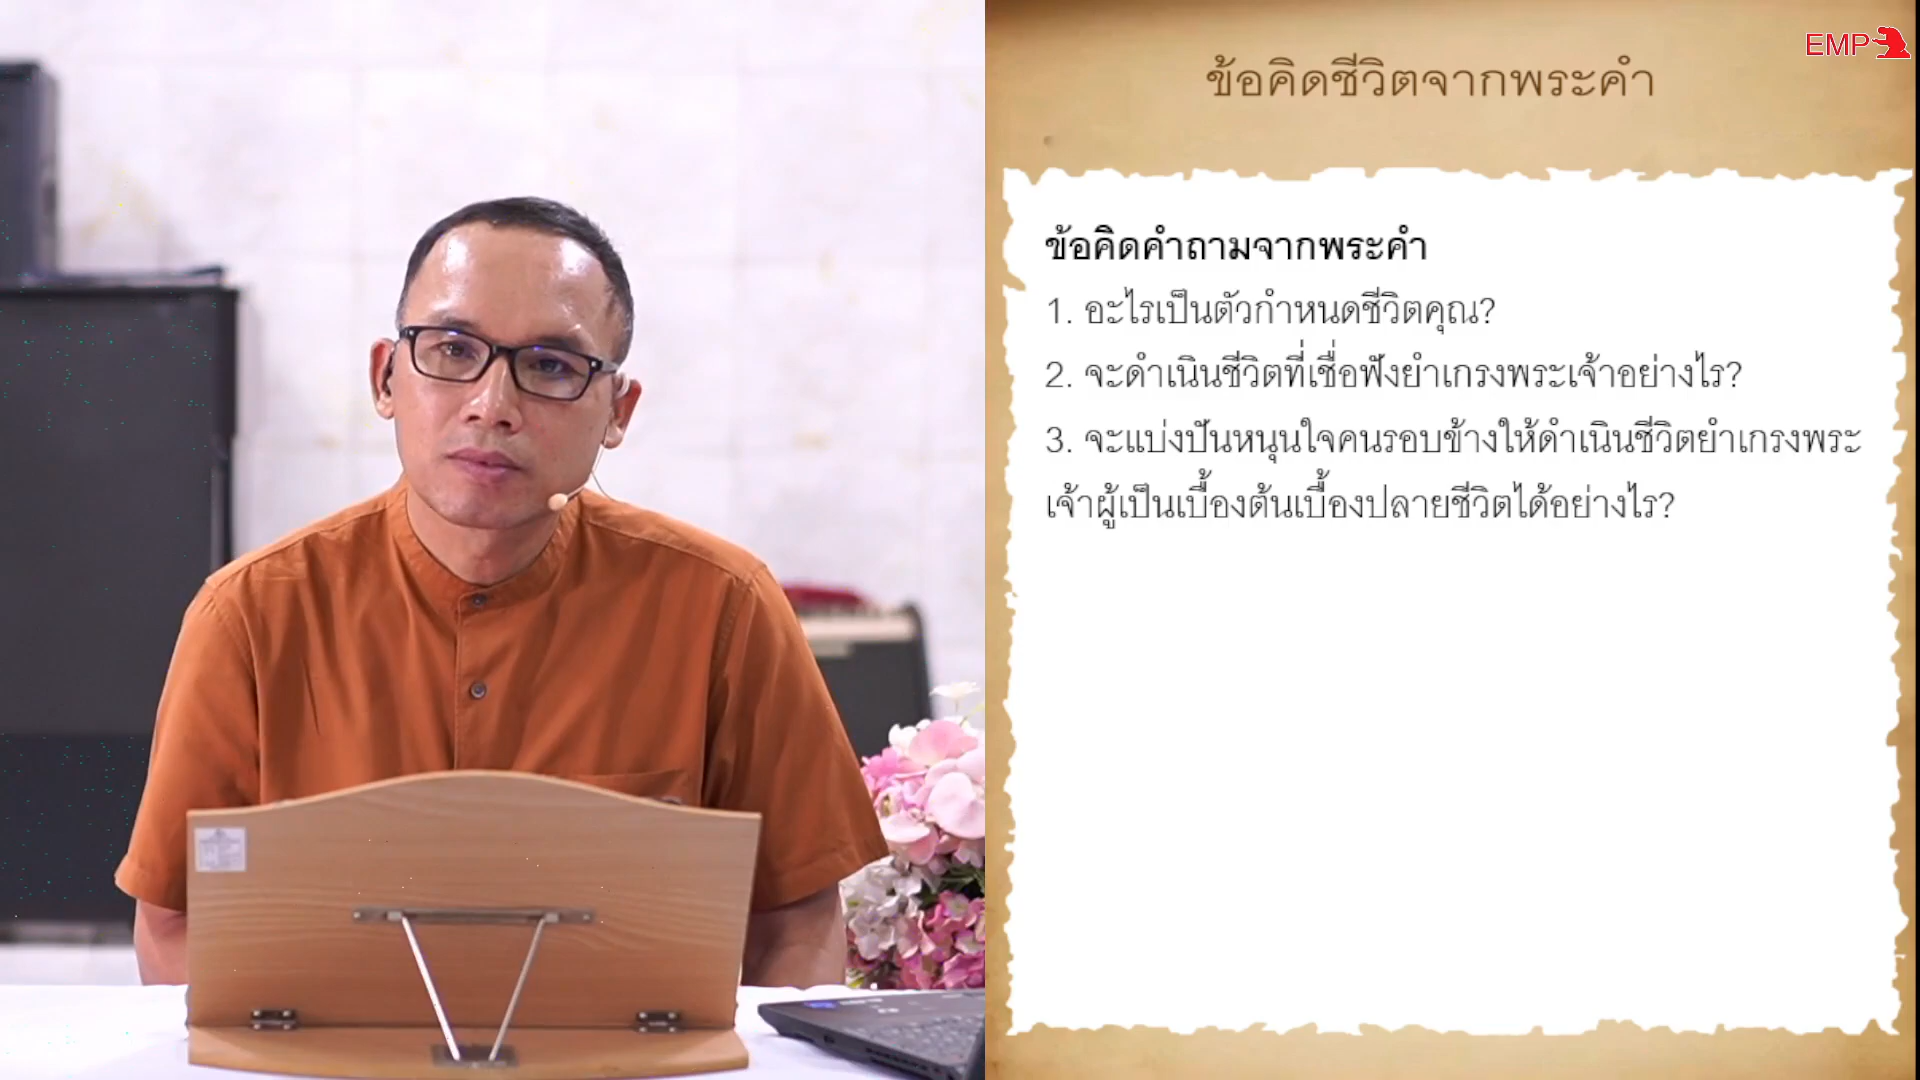 EMP
ข้อคิดชีวิตจากพระคำ
ข้อคิดคำถามจากพระคำ
1. อะไรเป็นตัวกำหนดชีวิตคุณ?
2. จะดำเนินชีวิตที่เชื่อฟังยำเกรงพระเจ้าอย่างไร?
3. จะแบ่งปันหนุนใจคนรอบข้างให้ดำเนินชีวิตยำเกรงพระ
เจ้าผู้เป็นเบื้องต้นเบื้องปลายชีวิตได้อย่างไร?